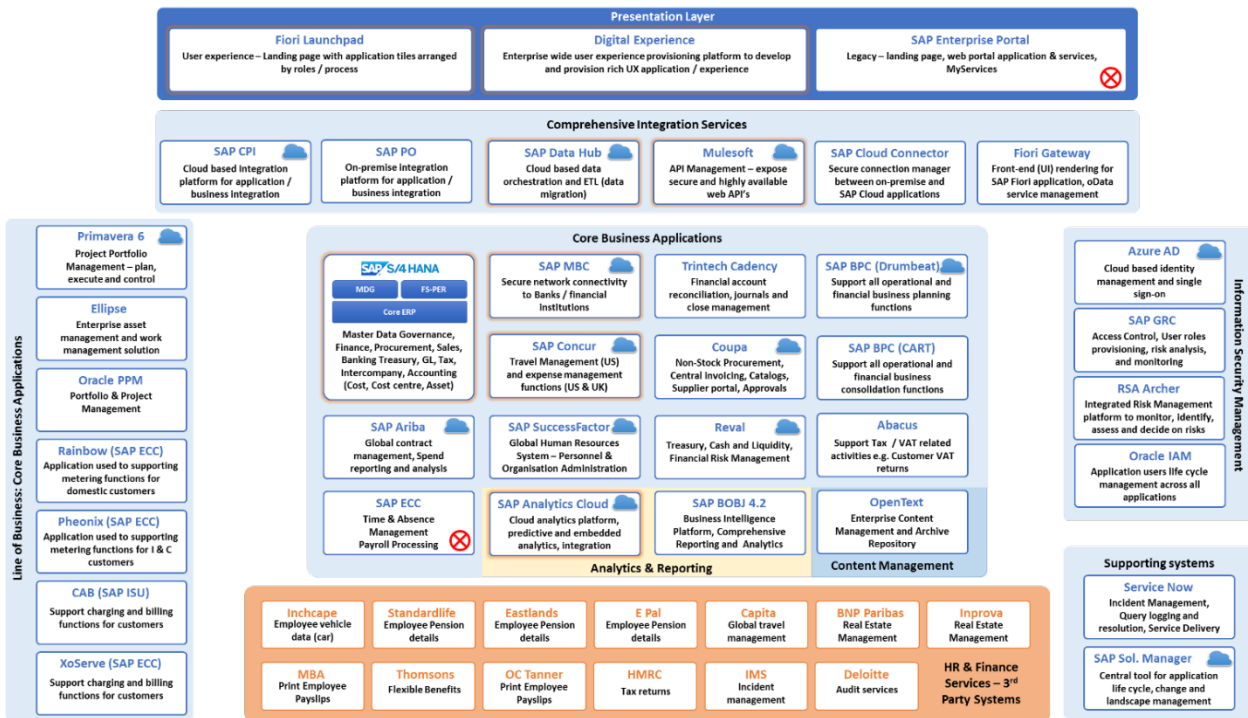 Presentation Layer
Fiori Launchpad
User experience – Landing page with application tiles arranged
by roles / process
Digital Experience
Enterprise wide user experience provisioning platform to develop
and provision rich UX application / experience
SAP Enterprise Portal
Legacy – landing page, web portal application & services,
MyServices
Comprehensive Integration Services
SAP CPI
Cloud based integration
platform for application /
business integration
SAP PO
On-premise integration
platform for application /
business integration
SAP Data Hub
Cloud based data
orchestration and ETL (data
migration)
Mulesoft
API Management – expose
secure and highly available
web API's
SAP Cloud Connector
Secure connection manager
between on-premise and
SAP Cloud applications
Fiori Gateway
Front-end (UI) rendering for
SAP Fiori application, oData
service management
Line of Business: Core Business Applications
Primavera 6
Project Portfolio
Management – plan,
execute and control
Ellipse
Enterprise asset
management and work
management solution
Oracle PPM
Portfolio & Project
Management
Rainbow (SAP ECC)
Application used to supporting
metering functions for
domestic customers
Pheonix (SAP ECC)
Application used to supporting
metering functions for I & C
customers
CAB (SAP ISU)
Support charging and billing
functions for customers
XoServe (SAP ECC)
Support charging and billing
functions for customers
Core Business Applications
SAP S/4 HANA
MDG
FS-PER
Core ERP
Master Data Governance,
Finance, Procurement, Sales,
Banking Treasury, GL, Tax,
Intercompany, Accounting
(Cost, Cost centre, Asset)
SAP MBC
Secure network connectivity
to Banks / financial
Institutions
Trintech Cadency
Financial account
reconciliation, journals and
close management
SAP BPC (Drumbeat)
Support all operational and
financial business planning
functions
SAP Concur
Travel Management (US)
and expense management
functions (US & UK)
Coupa
Non-Stock Procurement,
Central Invoicing, Catalogs,
Supplier portal, Approvals
SAP BPC (CART)
Support all operational and
financial business
consolidation functions
SAP Ariba
Global contract
management, Spend
reporting and analysis
SAP SuccessFactor
Global Human Resources
System – Personnel &
Organisation Administration
Reval
Treasury, Cash and Liquidity,
Financial Risk Management
Abacus
Support Tax / VAT related
activities e.g. Customer VAT
returns
SAP ECC
Time & Absence
Management
Payroll Processing
SAP Analytics Cloud
Cloud analytics platform,
predictive and embedded
analytics, integration
SAP BOBJ 4.2
Business Intelligence
Platform, Comprehensive
Reporting and Analytics
OpenText
Enterprise Content
Management and Archive
Repository
Analytics & Reporting
Content Management
Information Security Management
Azure AD
Cloud based identity
management and single
sign-on
SAP GRC
Access Control, User roles
provisioning, risk analysis,
and monitoring
RSA Archer
Integrated Risk Management
platform to monitor, identify,
assess and decide on risks
Oracle IAM
Application users life cycle
management across all
applications
Supporting systems
Service Now
Incident Management,
Query logging and
resolution, Service Delivery
SAP Sol. Manager
Central tool for application
life cycle, change and
landscape management
Inchcape
Employee vehicle
data (car)
Standardlife
Employee Pension
details
Eastlands
Employee Pension
details
E Pal
Employee Pension
details
Capita
Global travel
management
BNP Paribas
Real Estate
Management
Inprova
Real Estate
Management
MBA
Print Employee
Payslips
Thomsons
Flexible Benefits
OC Tanner
Print Employee
Payslips
HMRC
Tax returns
IMS
Incident
management
Deloitte
Audit services
HR & Finance
Services – 3rd
Party Systems